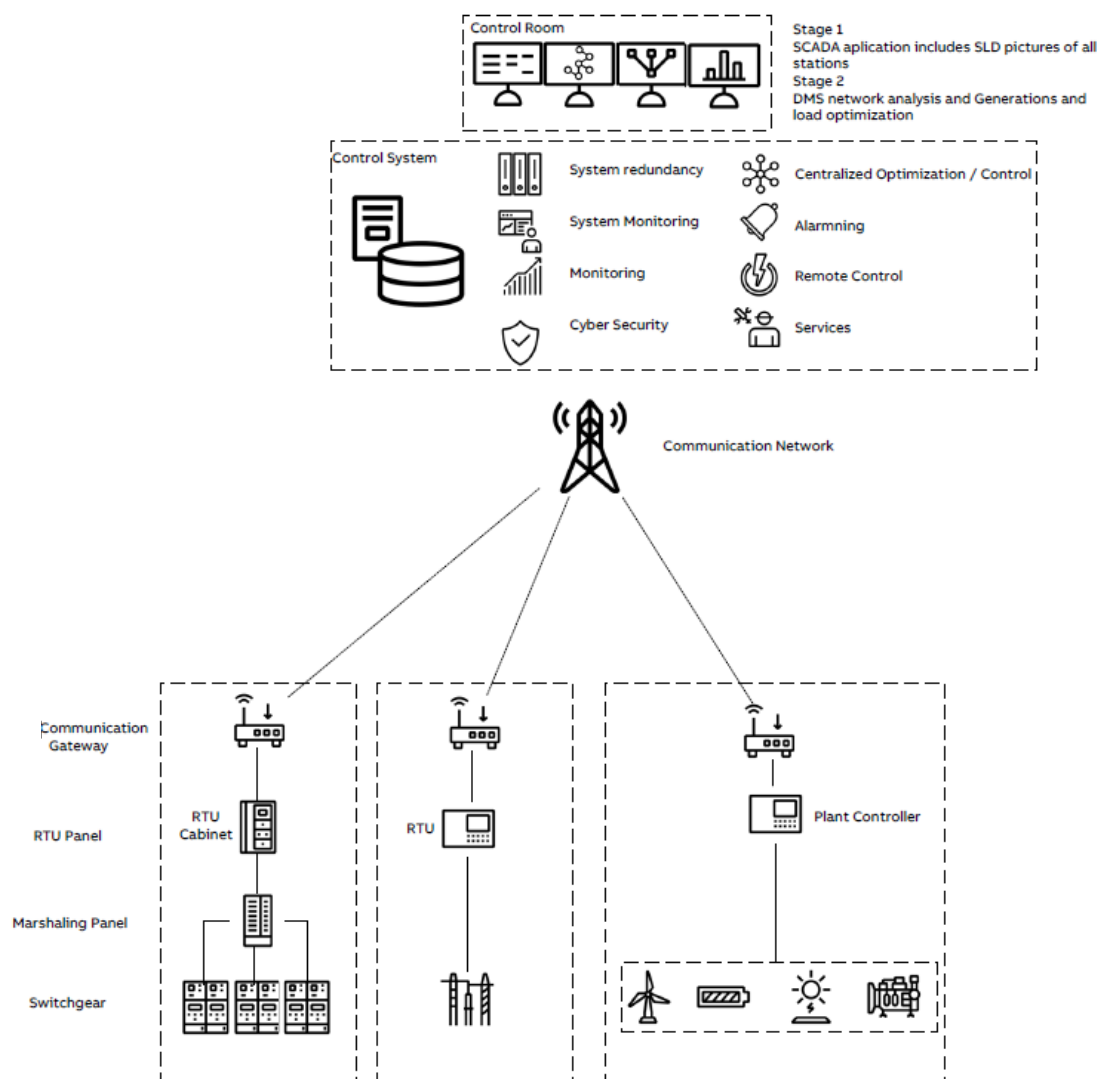 Control Room
Stage 1
SCADA aplication includes SLD pictures of all
stations
Stage 2
DMS network analysis and Generations and
load optimization
Control System
System redundancy
Centralized Optimization / Control
System Monitoring
Alarmning
Monitoring
Remote Control
Cyber Security
Services
Communication Network
Communication
Gateway
RTU Panel
RTU
Cabinet
RTU
Plant Controller
Marshaling Panel
Switchgear